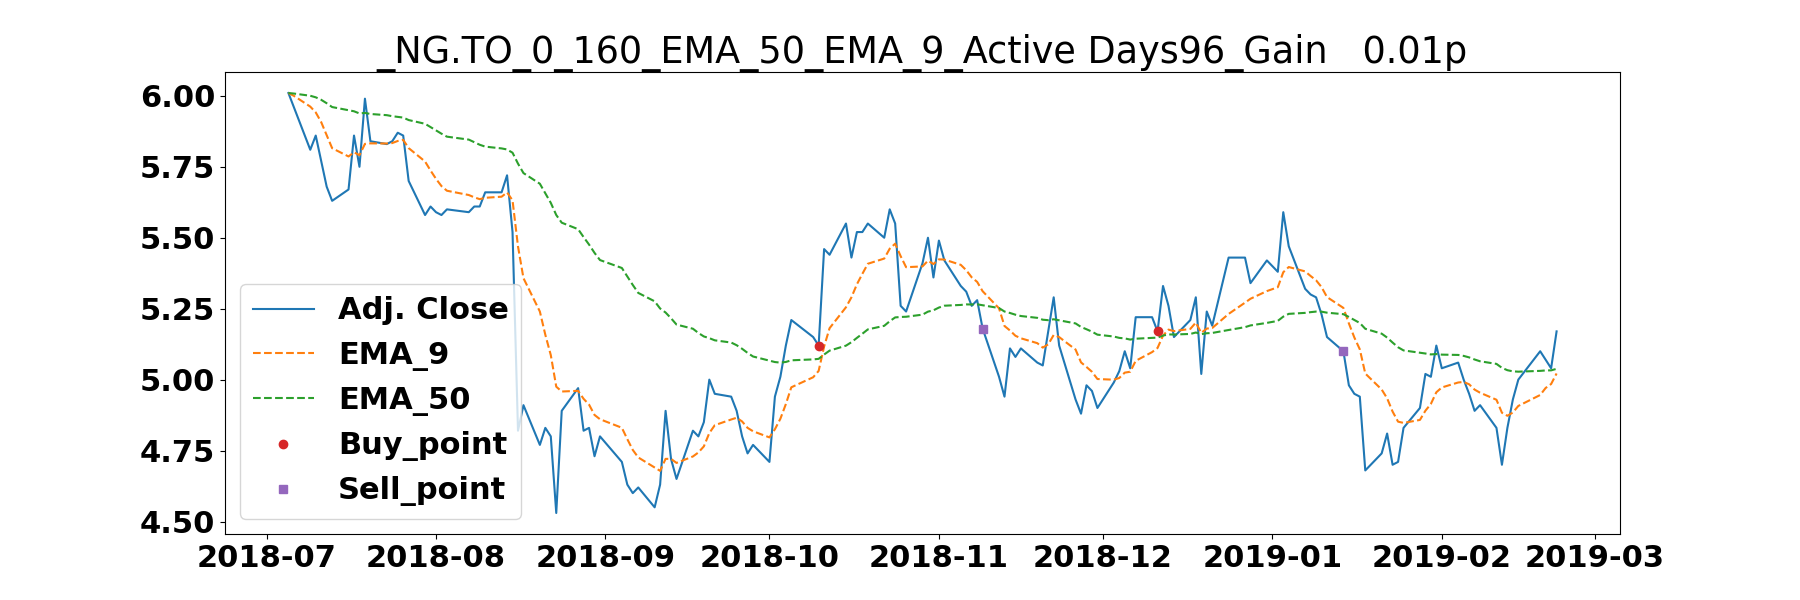 _NG.TO_0_160_EMA_50_EMA_9_Active Days96_Gain   0.01p
6.00
5.75
5.50
5.25
5.00
4.75
4.50
Adj. Close
EMA_9
EMA_50
Buy_point
Sell_point
2018-07 2018-08 2018-09 2018-10 2018-11 2018-12 2019-01 2019-02 2019-03